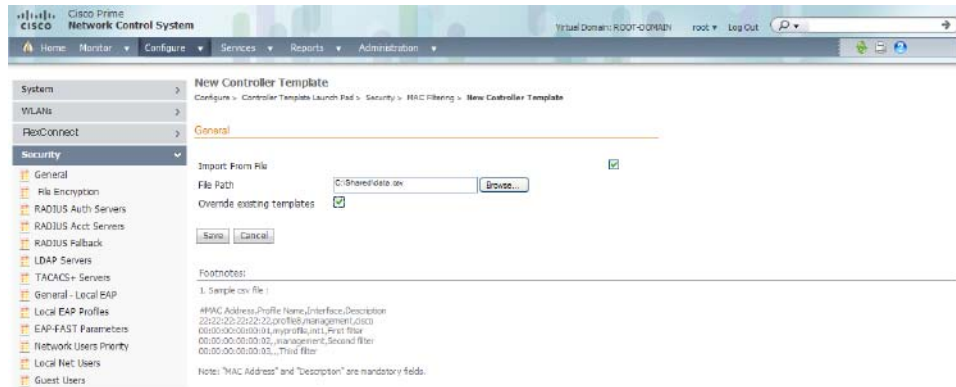 cisco
Cisco Prime
Network Control System
Virtual Domain: ROOT-DOMAIN root Log Out
Home Monitor Configure Services Reports Administration
System
WLANs
FlexConnect
Security
General
File Encryption
RADIUS Auth Servers
RADIUS Acct Servers
RADIUS Fallback
LDAP Servers
TACACS+ Servers
General - Local EAP
Local EAP Profiles
EAP-FAST Parameters
Network Users Priority
Local Net Users
Guest Users
New Controller Template
Configure > Controller Template Launch Pad > Security > MAC Filtering > New Controller Template
General
Import From File
File Path C:\Shared\data.csv Browse...
Override existing templates
Save Cancel
Footnotes:
1. Sample csv file :
#MAC Address,Profile Name,Interface,Description
22:22:22:22:22:22,profile8,management,cisco
00:00:00:00:00:01,myprofile,int1,First filter
00:00:00:00:00:02,,management,Second filter
00:00:00:00:00:03,,,Third filter
Note: "MAC Address" and "Description" are mandatory fields.